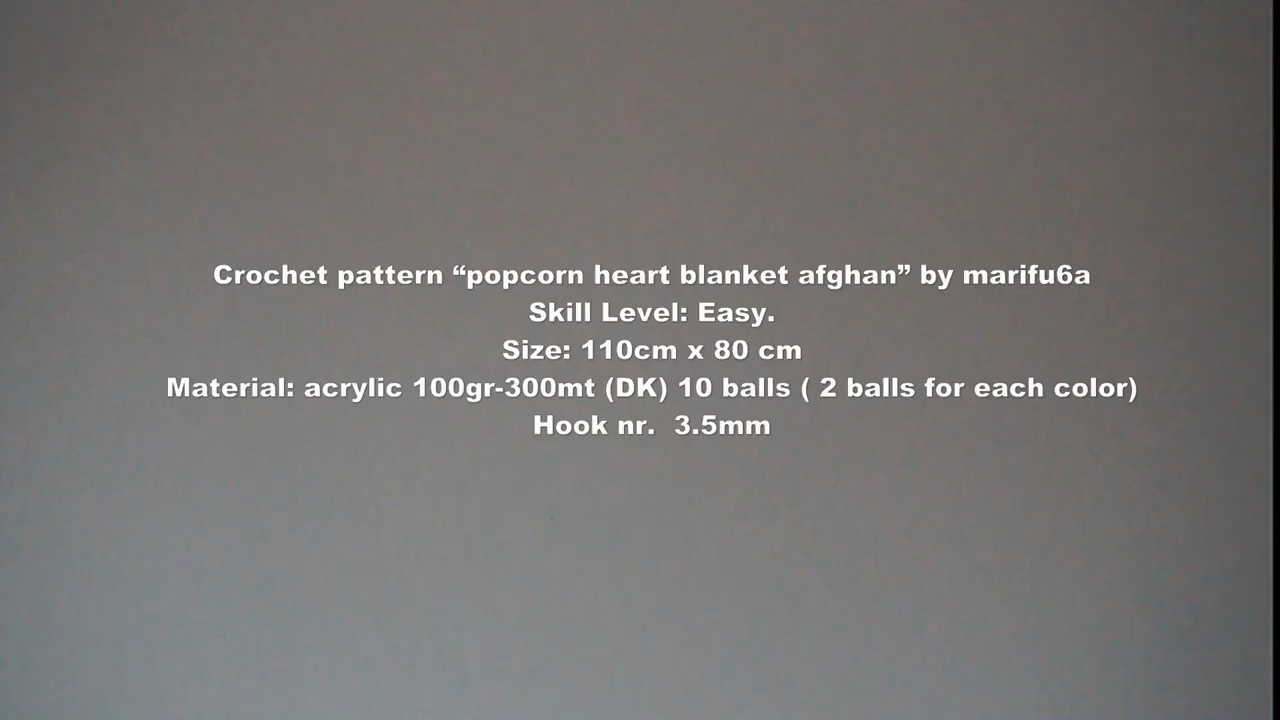 Crochet pattern “popcorn heart blanket afghan” by marifu6a
Skill Level: Easy.
Size: 110cm x 80 cm
Material: acrylic 100gr-300mt (DK) 10 balls ( 2 balls for each color)
Hook nr.  3.5mm